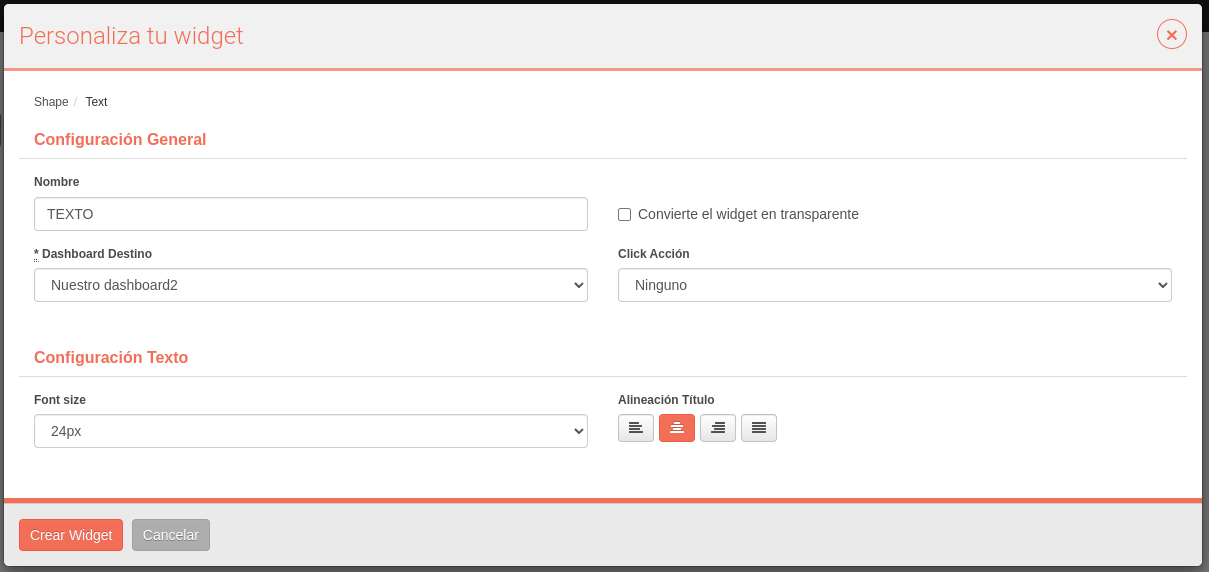 Personaliza tu widget
Shape / Text
Configuración General
Nombre
TEXTO
Convierte el widget en transparente
* Dashboard Destino
Click Acción
Nuestro dashboard2
Ninguno
Configuración Texto
Font size
Alineación Título
24px
Crear Widget
Cancelar